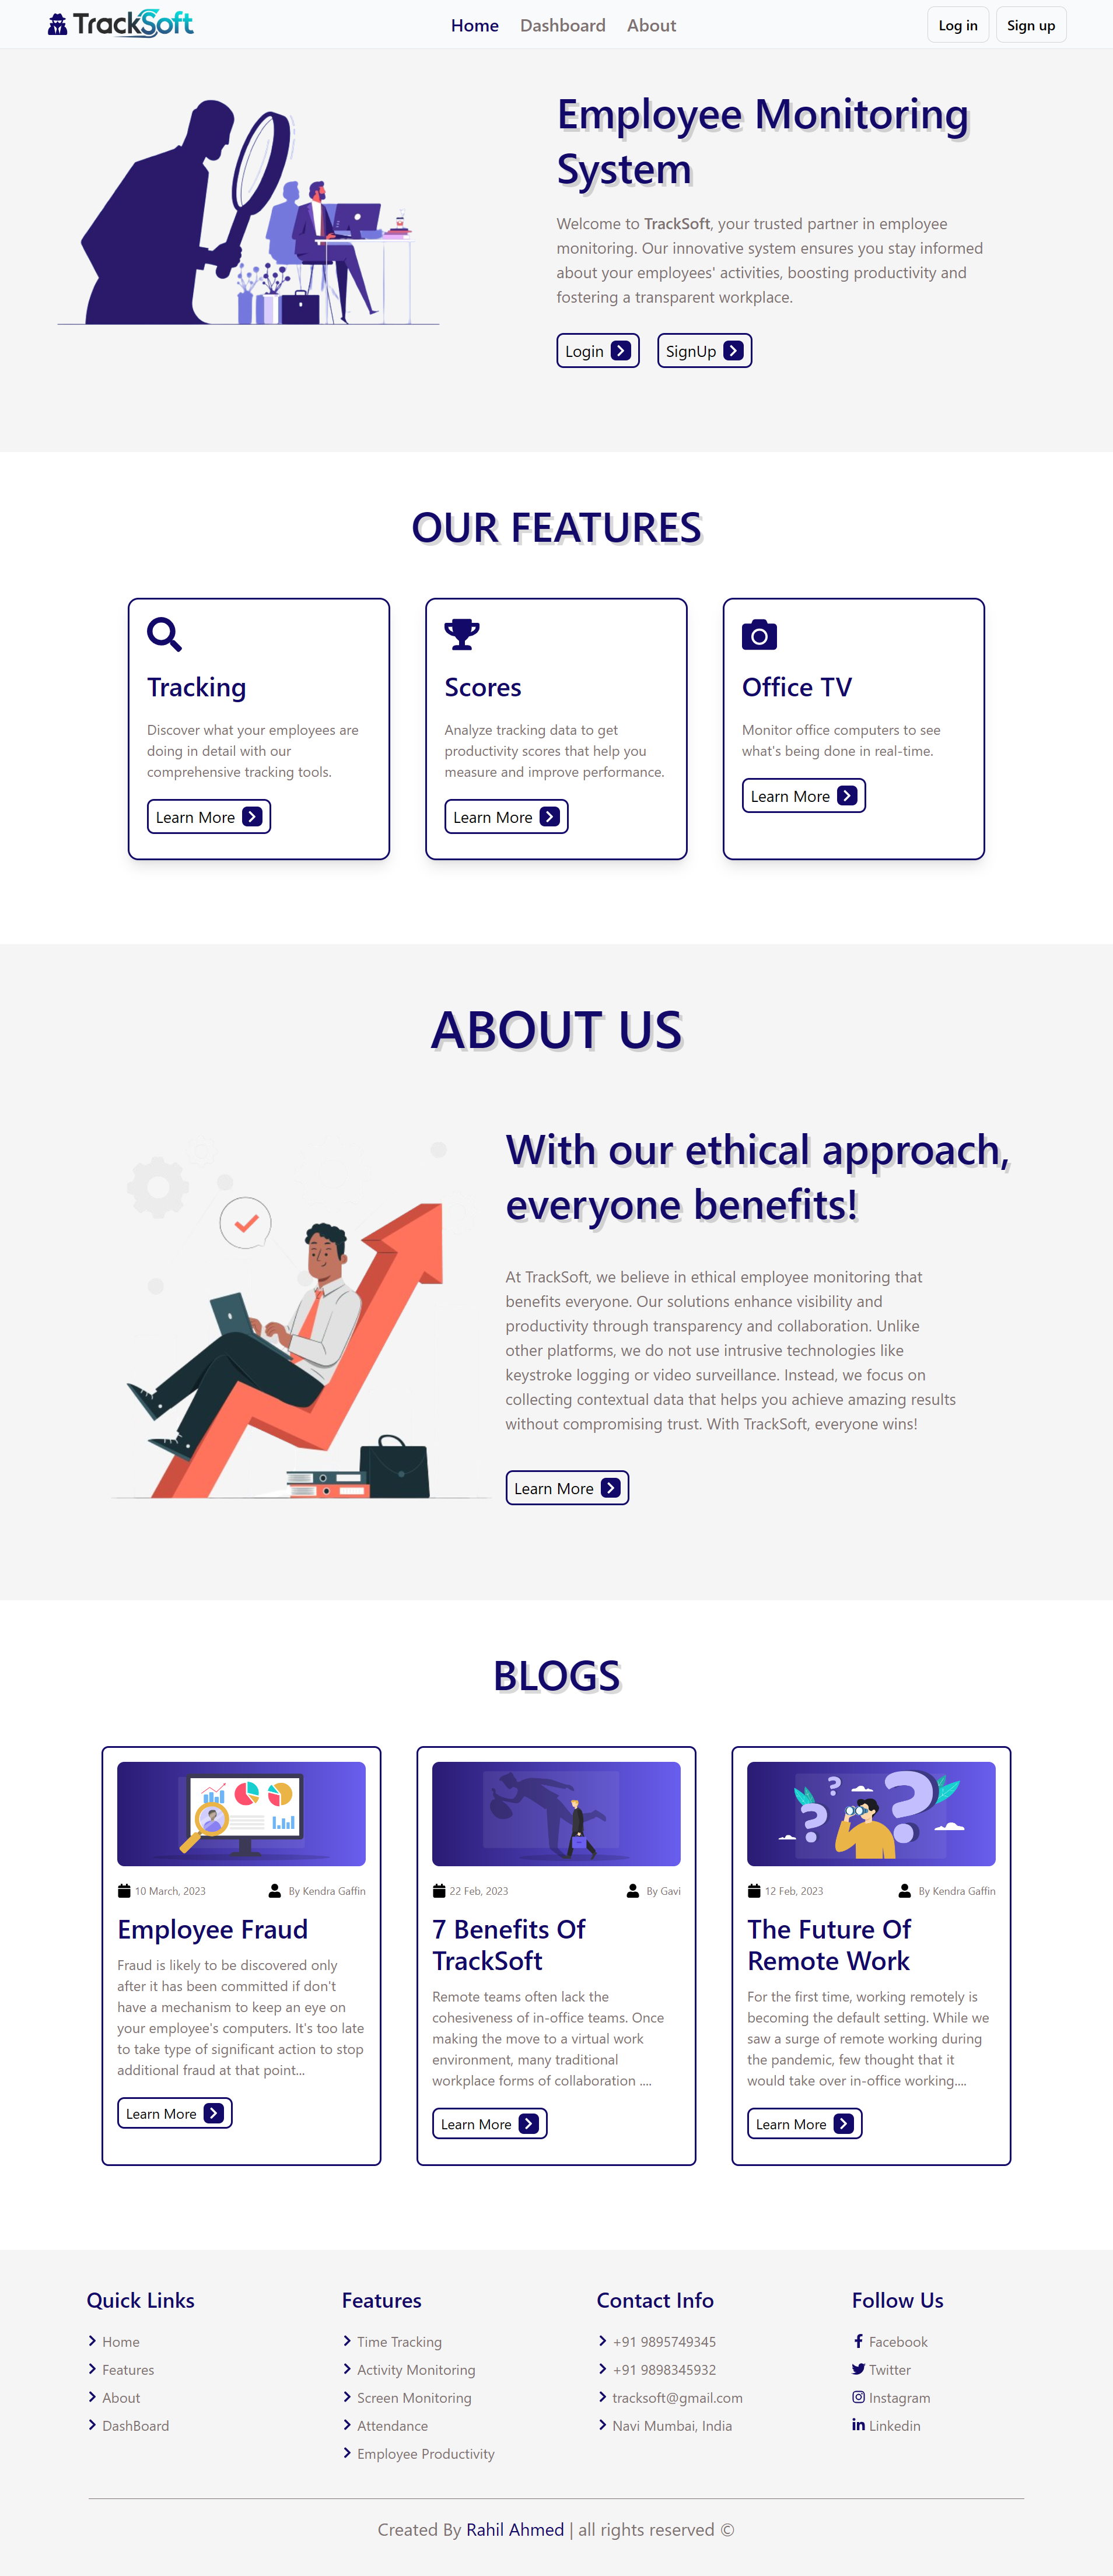 TrackSoft
Home Dashboard About
Log in Sign up
Employee Monitoring
System
Welcome to TrackSoft, your trusted partner in employee
monitoring. Our innovative system ensures you stay informed
about your employees' activities, boosting productivity and
fostering a transparent workplace.
Login SignUp
OUR FEATURES
Tracking
Discover what your employees are
doing in detail with our
comprehensive tracking tools.
Learn More
Scores
Analyze tracking data to get
productivity scores that help you
measure and improve performance.
Learn More
Office TV
Monitor office computers to see
what's being done in real-time.
Learn More
ABOUT US
With our ethical approach,
everyone benefits!
At TrackSoft, we believe in ethical employee monitoring that
benefits everyone. Our solutions enhance visibility and
productivity through transparency and collaboration. Unlike
other platforms, we do not use intrusive technologies like
keystroke logging or video surveillance. Instead, we focus on
collecting contextual data that helps you achieve amazing results
without compromising trust. With TrackSoft, everyone wins!
Learn More
BLOGS
10 March, 2023 By Kendra Gaffin
Employee Fraud
Fraud is likely to be discovered only
after it has been committed if don't
have a mechanism to keep an eye on
your employee's computers. It's too late
to take type of significant action to stop
additional fraud at that point...
Learn More
22 Feb, 2023 By Gavi
7 Benefits Of
TrackSoft
Remote teams often lack the
cohesiveness of in-office teams. Once
making the move to a virtual work
environment, many traditional
workplace forms of collaboration ....
Learn More
? ? ?
12 Feb, 2023 By Kendra Gaffin
The Future Of
Remote Work
For the first time, working remotely is
becoming the default setting. While we
saw a surge of remote working during
the pandemic, few thought that it
would take over in-office working....
Learn More
Quick Links
Home
Features
About
DashBoard
Features
Time Tracking
Activity Monitoring
Screen Monitoring
Attendance
Employee Productivity
Contact Info
+91 9895749345
+91 9898345932
tracksoft@gmail.com
Navi Mumbai, India
Follow Us
Facebook
Twitter
Instagram
Linkedin
Created By Rahil Ahmed | all rights reserved ©